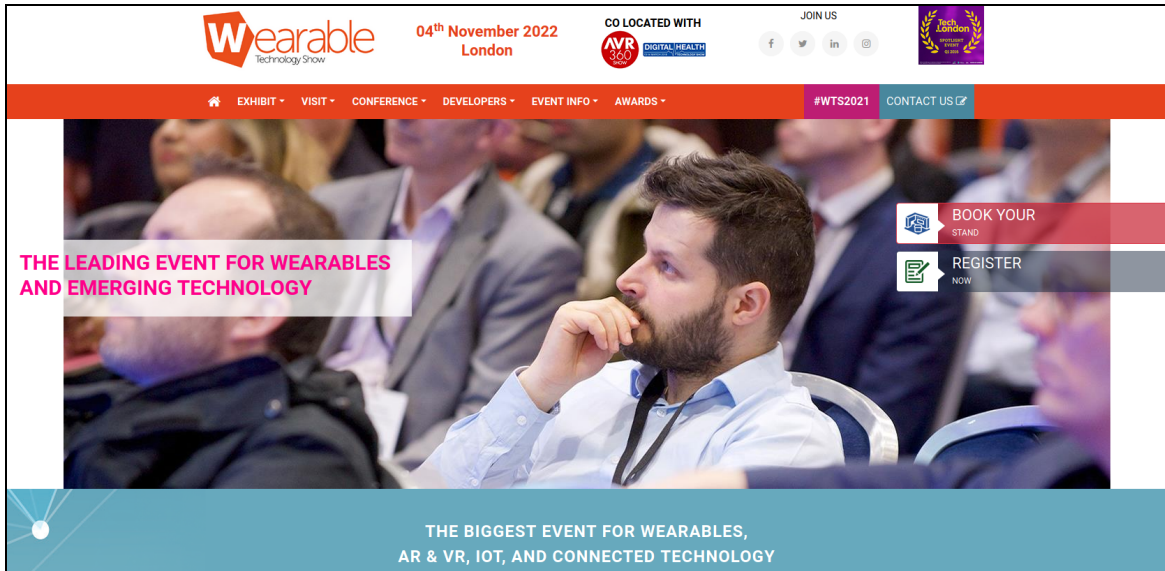 Wearable
Technology Show
04th November 2022
London
CO LOCATED WITH
AVR
360
SHOW
DIGITAL HEALTH
JOIN US
Tech
London
SPOTLIGHT
EVENT
EXHIBIT
VISIT
CONFERENCE
DEVELOPERS
EVENT INFO
AWARDS
#WTS2021
CONTACT US
THE LEADING EVENT FOR WEARABLES
AND EMERGING TECHNOLOGY
BOOK YOUR
STAND
REGISTER
NOW
THE BIGGEST EVENT FOR WEARABLES,
AR & VR, IOT, AND CONNECTED TECHNOLOGY